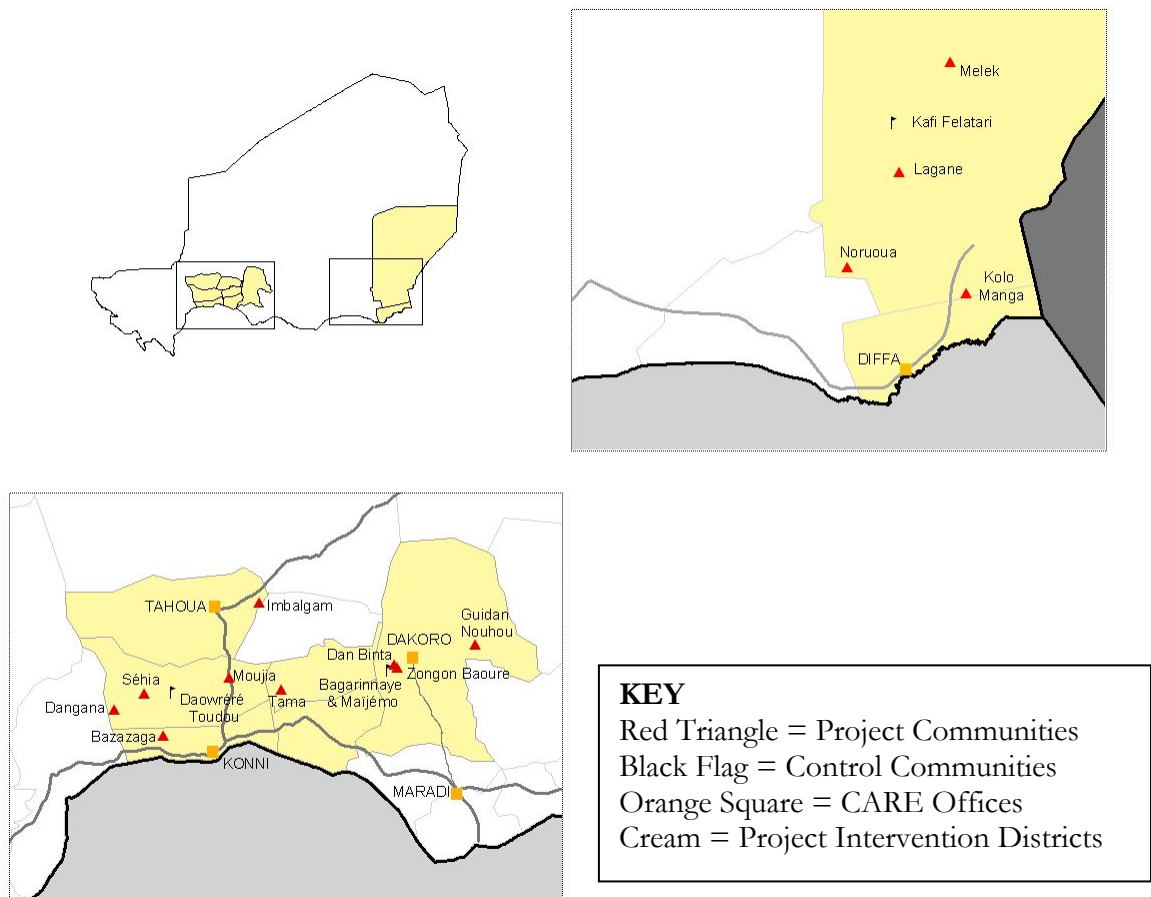 Melek
Kafi Felatari
Lagane
Noruoua
Kolo
Manga
DIFFA
TAHOUA
Imbalgam
Guidan
Nouhou
DAKORO
Dan Binta
Zongon Baoure
Séhia
Moujia
Bagarinnaye
& Maïjémo
Daowréré
Toudou
Tama
Dangana
Bazazaga
KONNI
MARADI
KEY
Red Triangle = Project Communities
Black Flag = Control Communities
Orange Square = CARE Offices
Cream = Project Intervention Districts